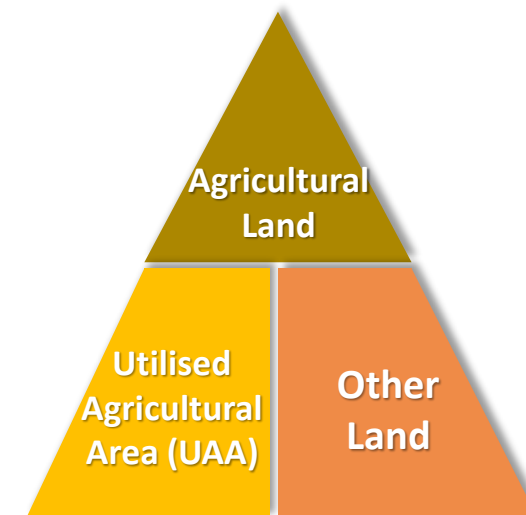 Agricultural
Land
Utilised
Agricultural
Area (UAA)
Other
Land